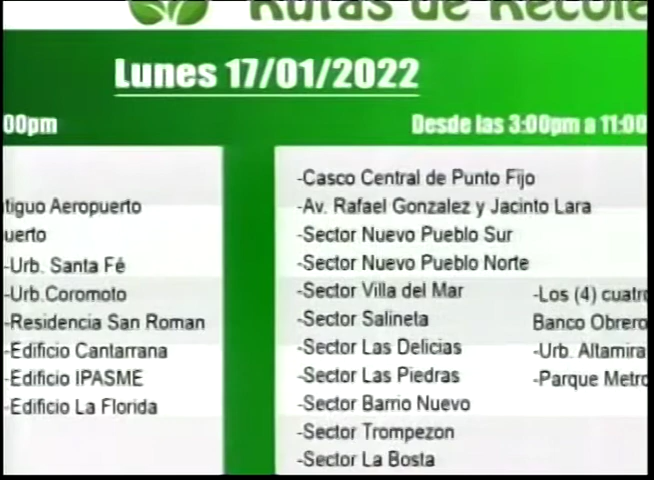 Rutas de
Lunes 17/01/2022
00pm
Desde las 3:00pm a 11:00
tiguo Aeropuerto
uerto
-Urb. Santa Fé
-Urb.Coromoto
-Residencia San Roman
-Edificio Cantarrana
-Edificio IPASME
-Edificio La Florida
-Casco Central de Punto Fijo
-Av. Rafael Gonzalez y Jacinto Lara
-Sector Nuevo Pueblo Sur
-Sector Nuevo Pueblo Norte
-Sector Villa del Mar
-Sector Salineta
-Sector Las Delicias
-Sector Las Piedras
-Sector Barrio Nuevo
-Sector Trompezon
-Sector La Bosta
-Los (4) cuatro
Banco Obrero
-Urb. Altamira
-Parque Metro